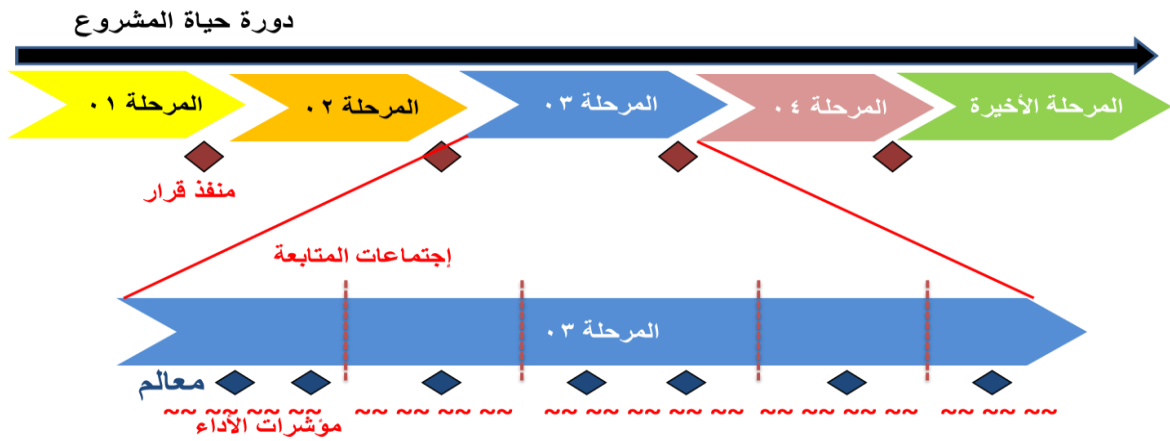 دورة حياة المشروع
المرحلة ٠١
المرحلة ٠٢
المرحلة ٠٣
المرحلة ٠٤
المرحلة الأخيرة
منفذ قرار
إجتماعات المتابعة
المرحلة ٠٣
معالم
مؤشرات الأداء